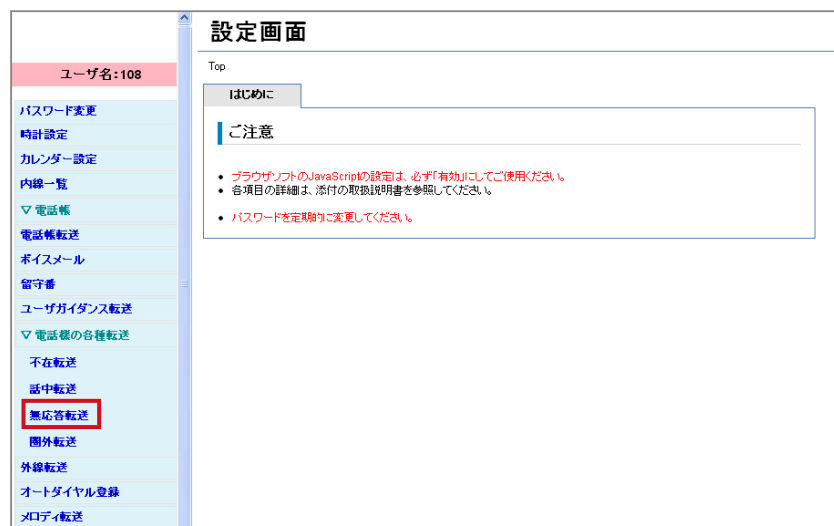 設定画面
ユーザ名:108
Top
はじめに
ご注意
• ブラウザソフトのJavaScriptの設定は、必ず「有効」にしてご使用ください。
• 各項目の詳細は、添付の取扱説明書を参照してください。
• パスワードを定期的に変更してください。
パスワード変更
時計設定
カレンダー設定
内線一覧
▽ 電話帳
電話帳転送
ボイスメール
留守番
ユーザガイダンス転送
▽ 電話機の各種転送
不在転送
話中転送
無応答転送
圏外転送
外線転送
オートダイヤル登録
メロディ転送